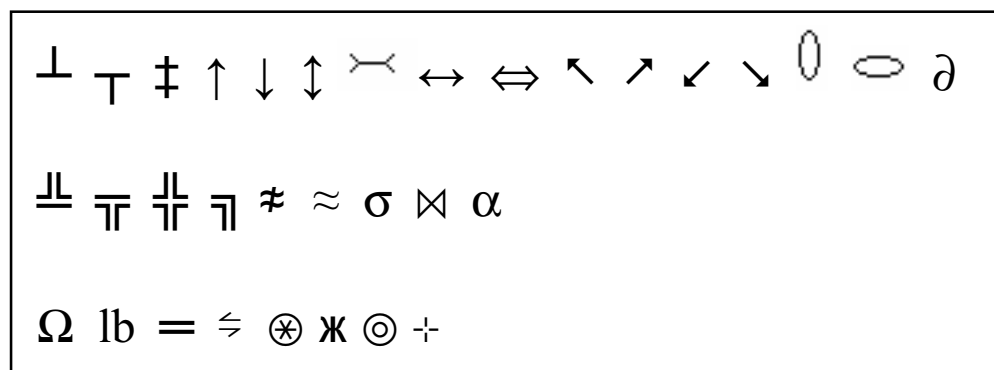 ┴ ┬ ‡ ↑ ↓ ↕ >−< ↔ ⇔ ↖ ↗ ↙ ↘ ⬯ ⬭ ∂
╩ ╦ ╬ ╗ ≉ ≈ σ ⋈ α
Ω lb = ⇋ ⊛ ж ◎ ⊹